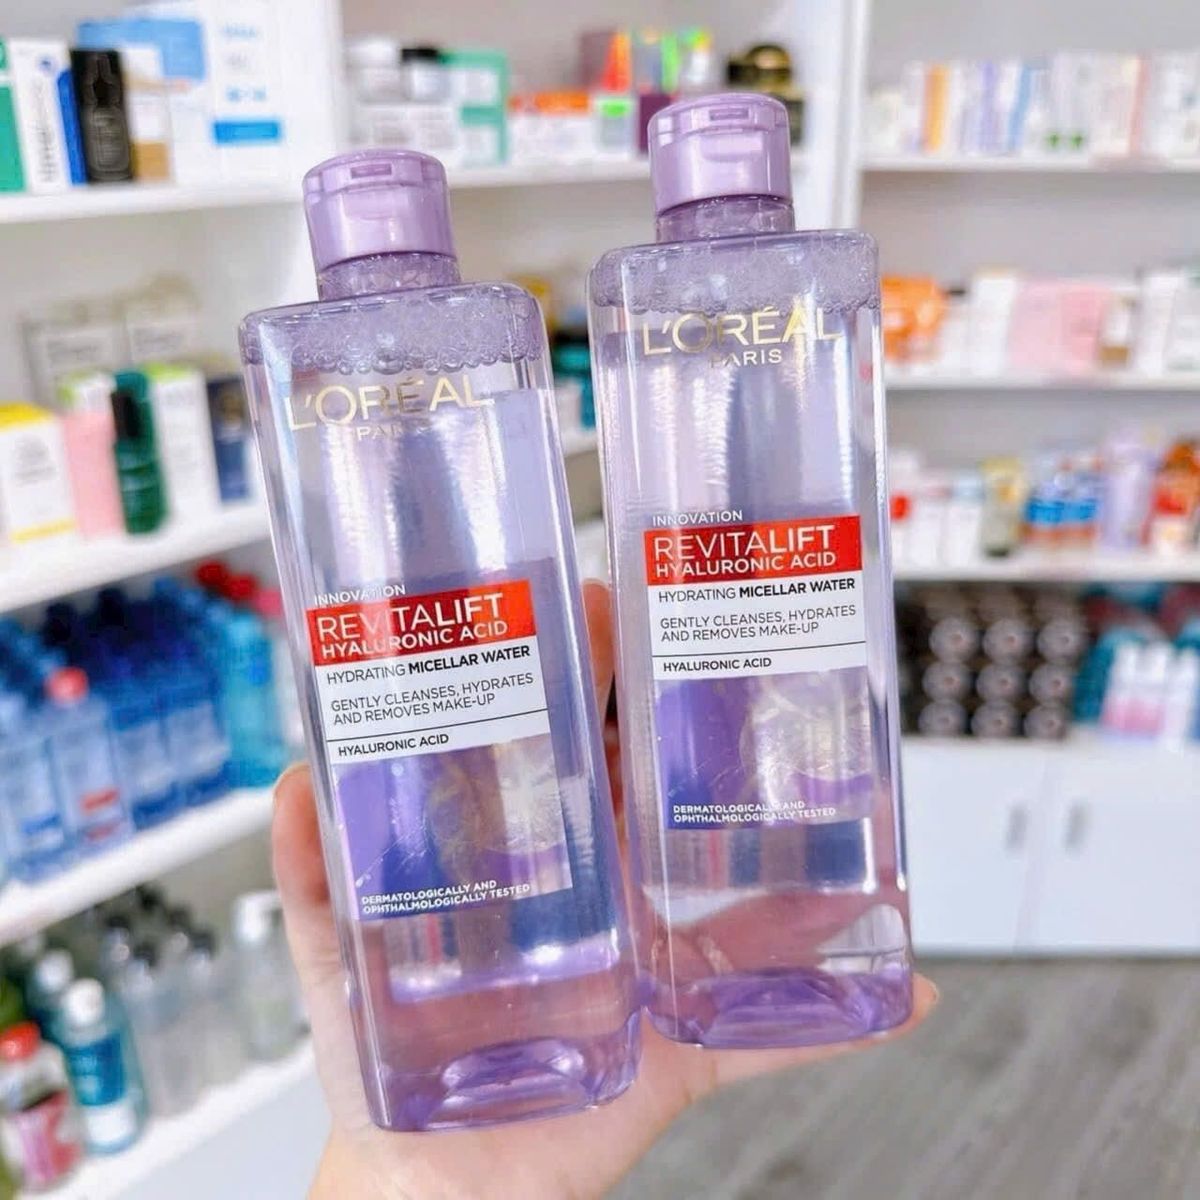 L'ORÉAL
PARIS
INNOVATION
REVITALIFT
HYALURONIC ACID
HYDRATING MICELLAR WATER
GENTLY CLEANSES, HYDRATES
AND REMOVES MAKE-UP
HYALURONIC ACID
DERMATOLOGICALLY AND
OPHTHALMOLOGICALLY TESTED
L'ORÉAL
PARIS
INNOVATION
REVITALIFT
HYALURONIC ACID
HYDRATING MICELLAR WATER
GENTLY CLEANSES, HYDRATES
AND REMOVES MAKE-UP
HYALURONIC ACID
DERMATOLOGICALLY AND
OPHTHALMOLOGICALLY TESTED